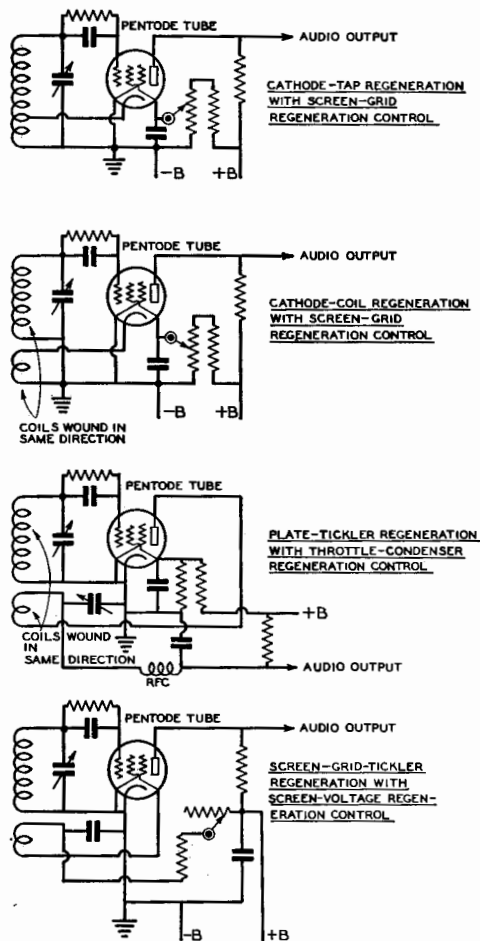 PENTODE TUBE
AUDIO OUTPUT
CATHODE-TAP REGENERATION
WITH SCREEN-GRID
REGENERATION CONTROL
-B
+B
PENTODE TUBE
AUDIO OUTPUT
CATHODE-COIL REGENERATION
WITH SCREEN-GRID
REGENERATION CONTROL
-B
+B
COILS WOUND IN
SAME DIRECTION
PENTODE TUBE
PLATE-TICKLER REGENERATION
WITH THROTTLE-CONDENSER
REGENERATION CONTROL
+B
COILS WOUND
IN
SAME DIRECTION
RFC
AUDIO OUTPUT
PENTODE TUBE
AUDIO OUTPUT
SCREEN-GRID-TICKLER
REGENERATION WITH
SCREEN-VOLTAGE REGEN-
ERATION CONTROL
-B
+B